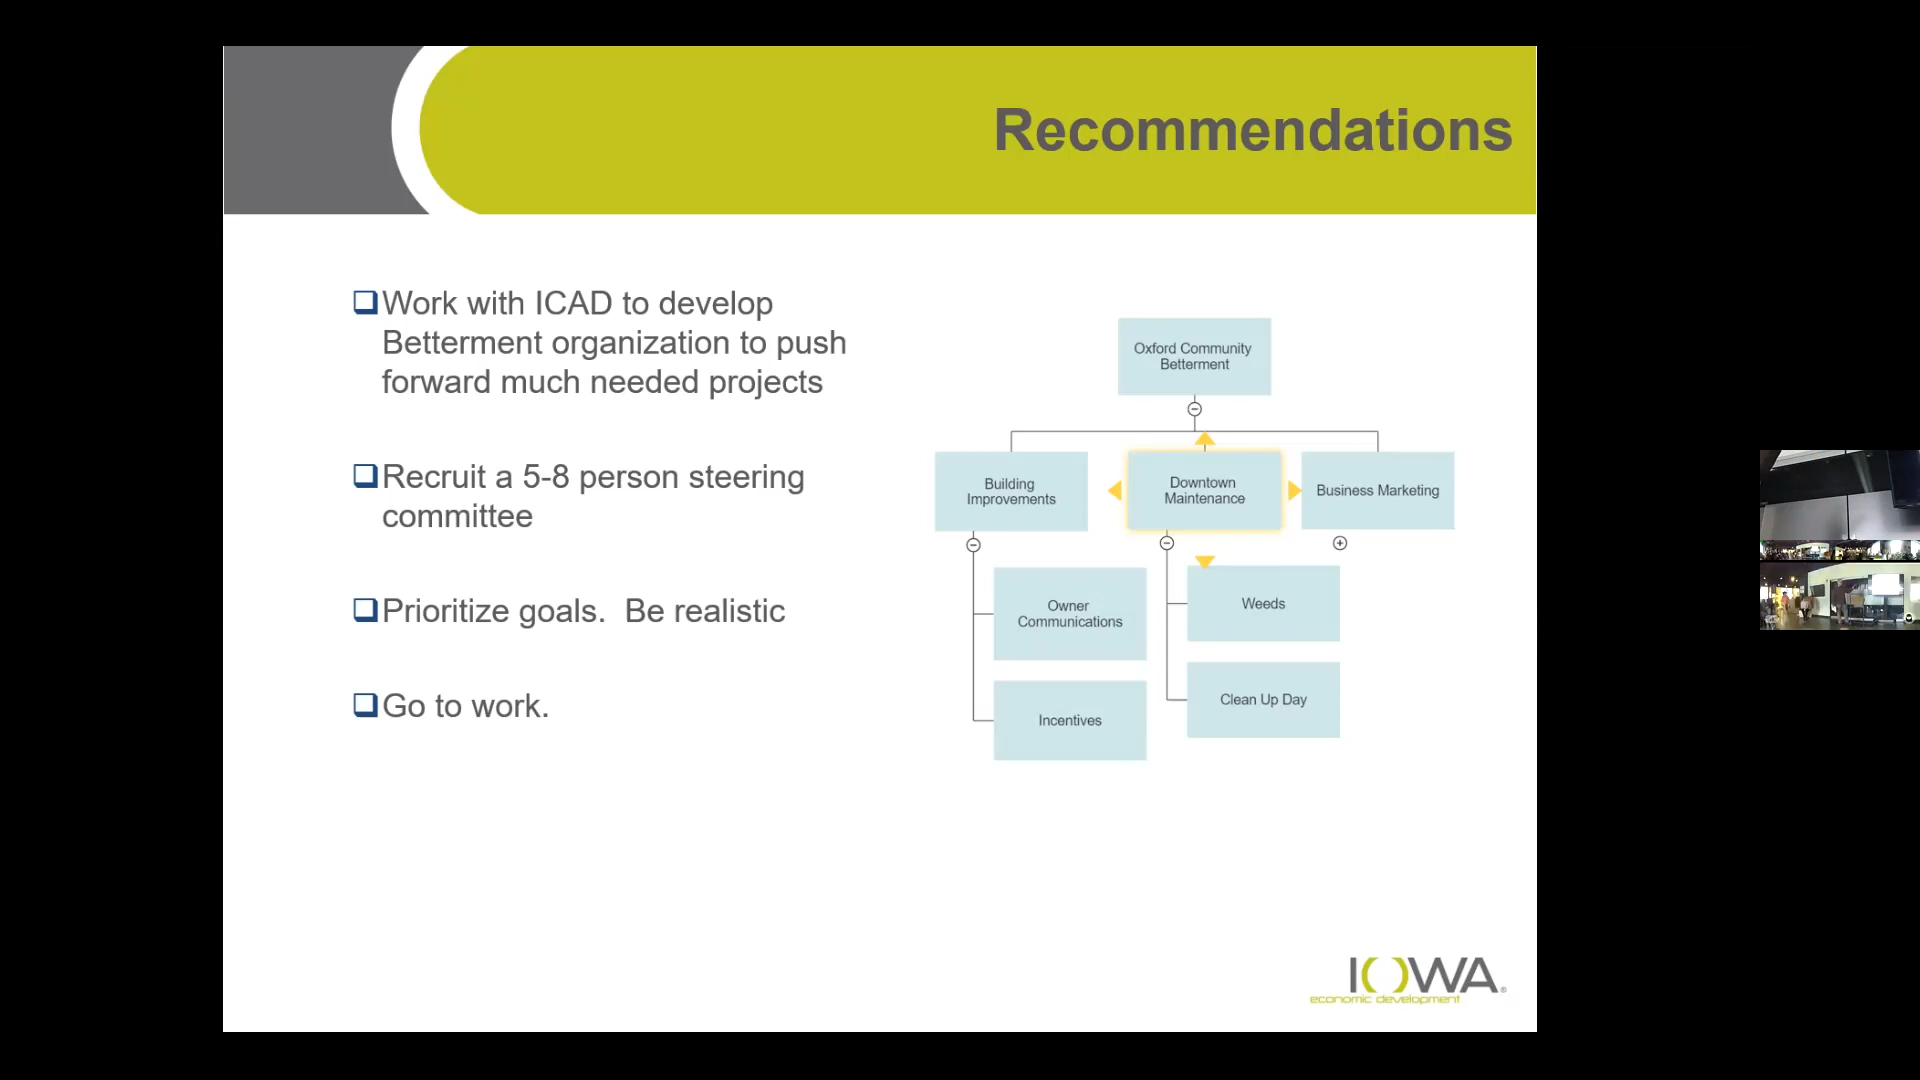 Recommendations
Work with ICAD to develop
Betterment organization to push
forward much needed projects
Recruit a 5-8 person steering
committee
Prioritize goals.  Be realistic
Go to work.
Oxford Community
Betterment
Building
Improvements
Downtown
Maintenance
Business Marketing
Owner
Communications
Incentives
Weeds
Clean Up Day
IOWA®
economic development